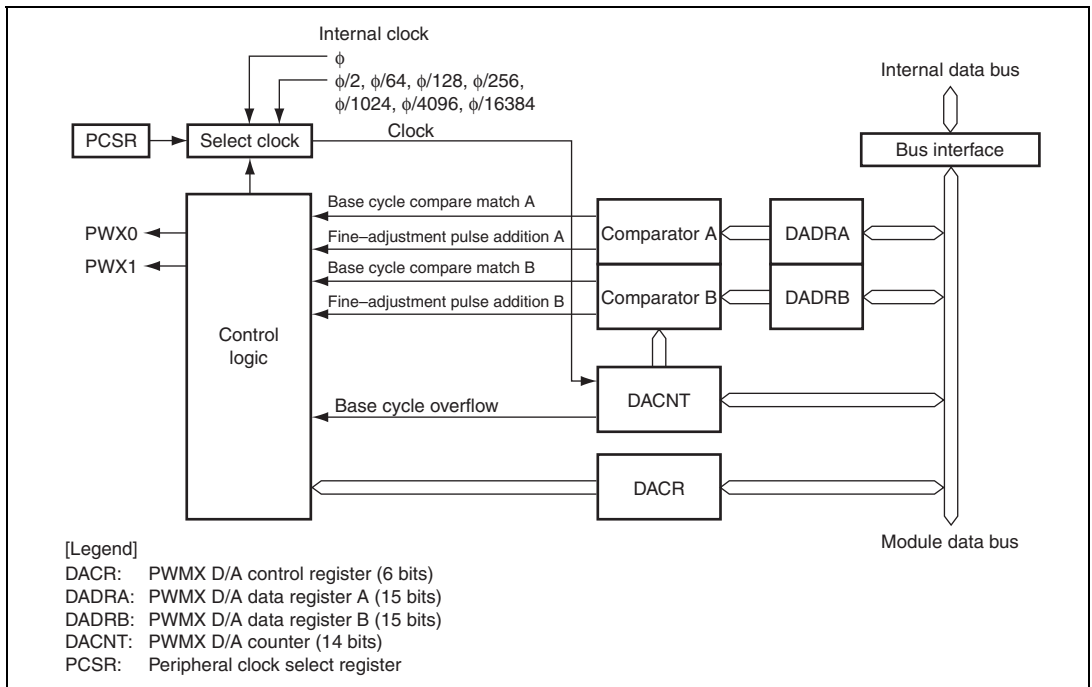 Internal clock
ϕ
ϕ/2, ϕ/64, ϕ/128, ϕ/256,
ϕ/1024, ϕ/4096, ϕ/16384
Internal data bus
PCSR
Select clock
Clock
Bus interface
Base cycle compare match A
Fine–adjustment pulse addition A
Base cycle compare match B
Fine–adjustment pulse addition B
PWX0
PWX1
Comparator A
DADRA
Comparator B
DADRB
Control
logic
DACNT
Base cycle overflow
DACR
Module data bus
[Legend]
DACR: PWMX D/A control register (6 bits)
DADRA: PWMX D/A data register A (15 bits)
DADRB: PWMX D/A data register B (15 bits)
DACNT: PWMX D/A counter (14 bits)
PCSR: Peripheral clock select register